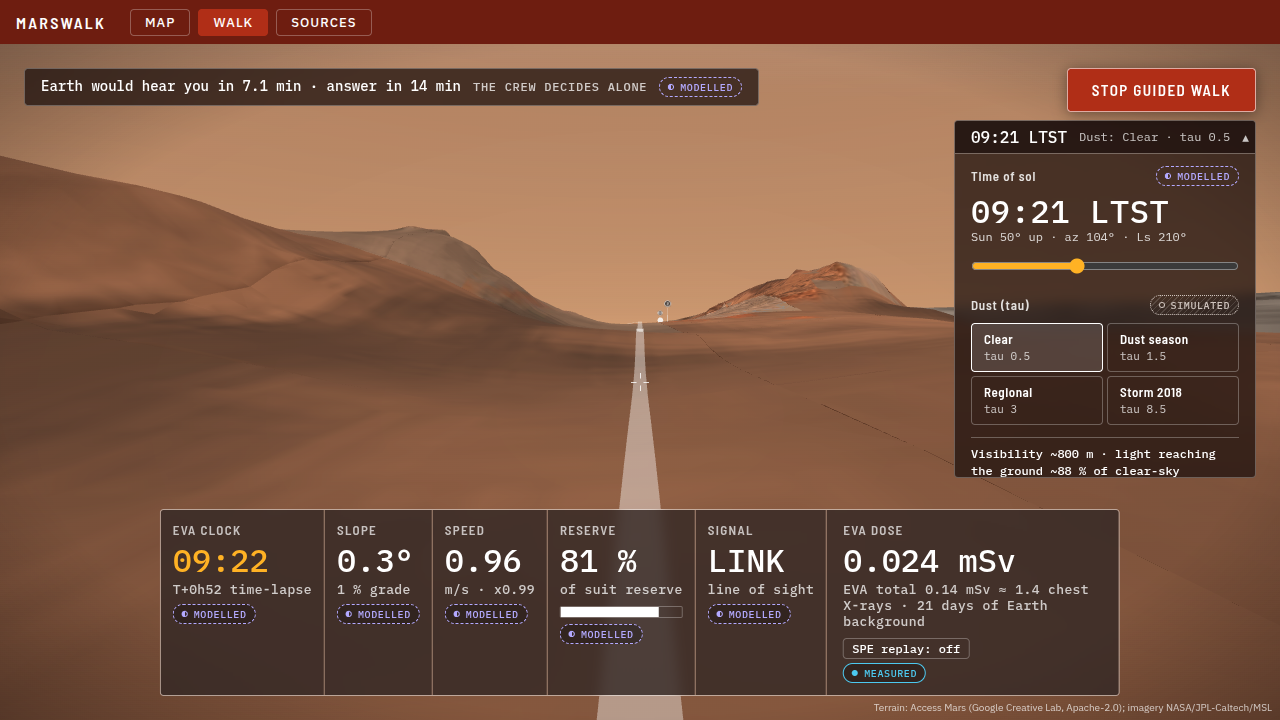 MARSWALK
MAP
WALK
SOURCES
Earth would hear you in 7.1 min · answer in 14 min THE CREW DECIDES ALONE ◐ MODELLED
STOP GUIDED WALK
09:21 LTST Dust: Clear · tau 0.5 ▲
Time of sol ◐ MODELLED
09:21 LTST
Sun 50° up · az 104° · Ls 210°
Dust (tau) ○ SIMULATED
Clear
tau 0.5
Dust season
tau 1.5
Regional
tau 3
Storm 2018
tau 8.5
Visibility ~800 m · light reaching
the ground ~88 % of clear-sky
EVA CLOCK
09:22
T+0h52 time-lapse
◐ MODELLED
SLOPE
0.3°
1 % grade
◐ MODELLED
SPEED
0.96
m/s · x0.99
◐ MODELLED
RESERVE
81 %
of suit reserve
◐ MODELLED
SIGNAL
LINK
line of sight
◐ MODELLED
EVA DOSE
0.024 mSv
EVA total 0.14 mSv ≈ 1.4 chest
X-rays · 21 days of Earth
background
SPE replay: off
● MEASURED
Terrain: Access Mars (Google Creative Lab, Apache-2.0); imagery NASA/JPL-Caltech/MSL